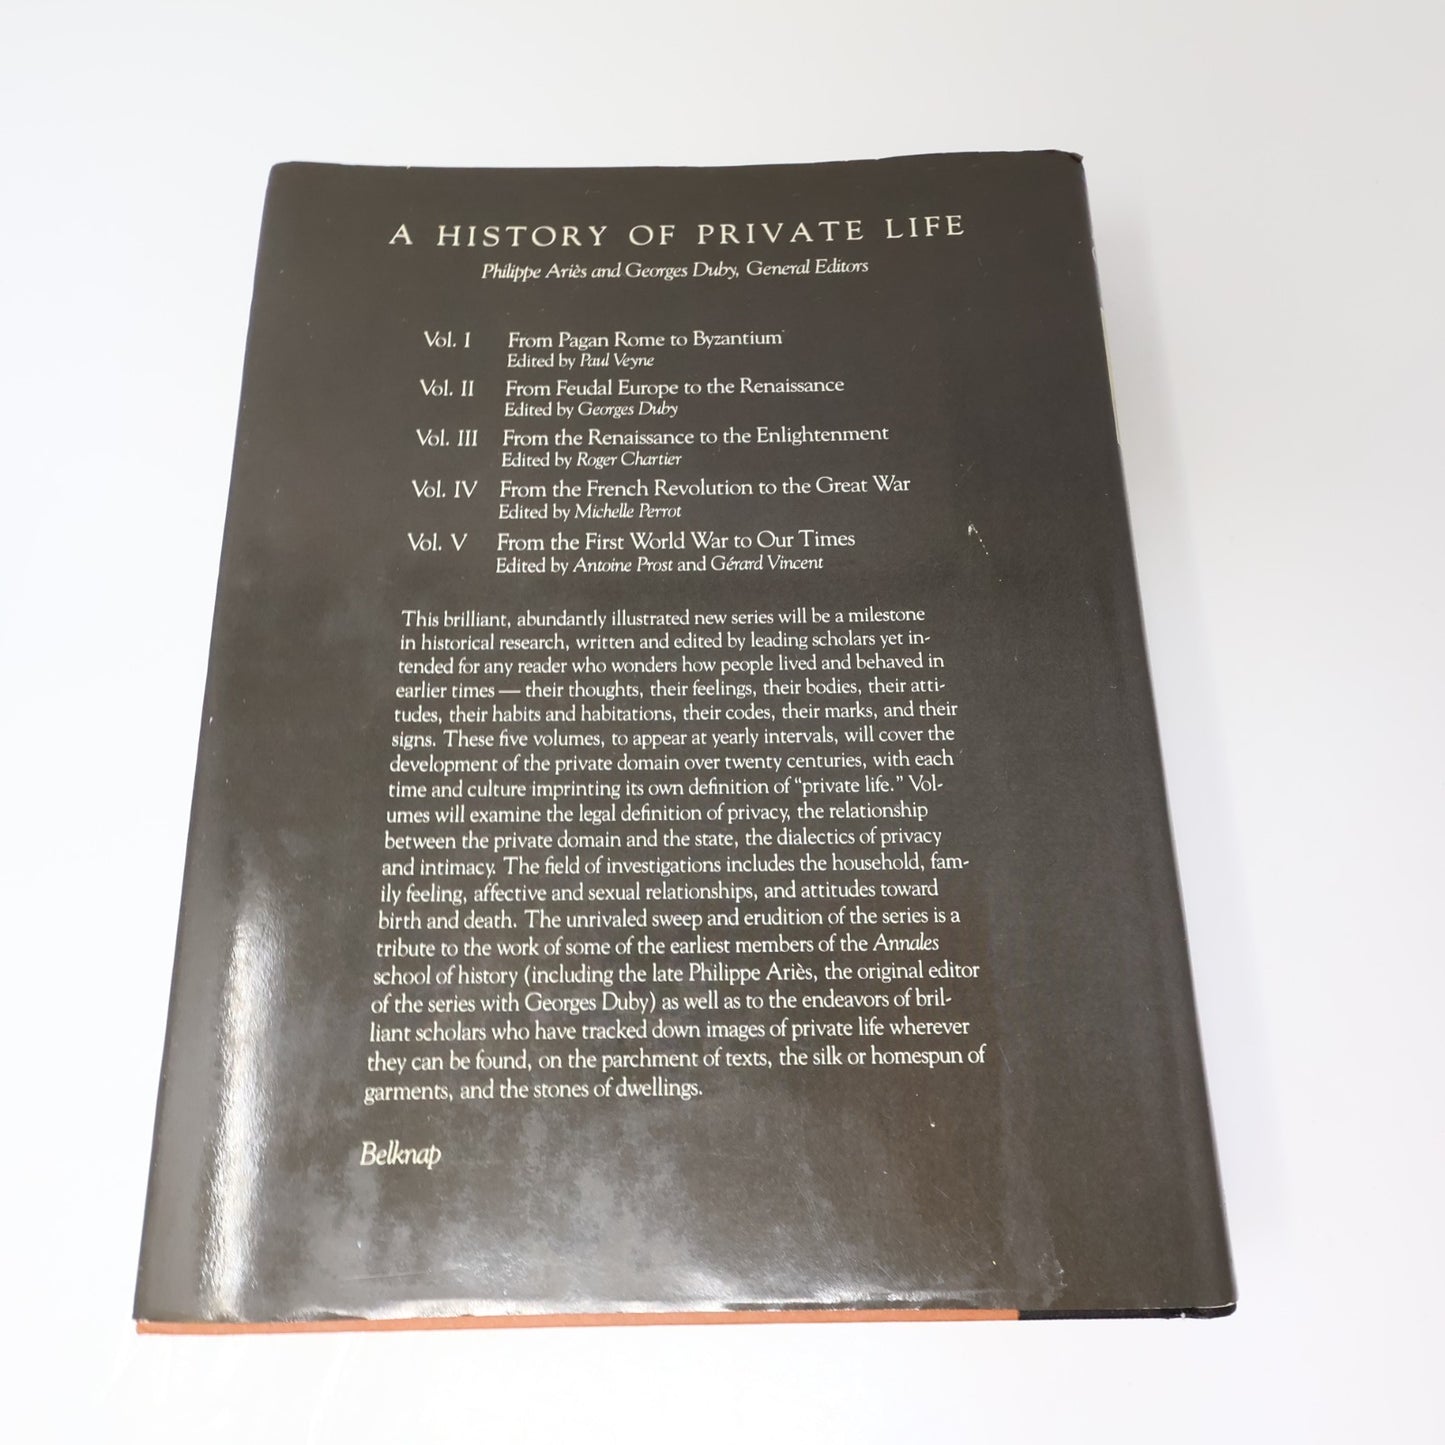 A HISTORY OF PRIVATE LIFE
Philippe Ariès and Georges Duby, General Editors
Vol. I From Pagan Rome to Byzantium
Edited by Paul Veyne
Vol. II From Feudal Europe to the Renaissance
Edited by Georges Duby
Vol. III From the Renaissance to the Enlightenment
Edited by Roger Chartier
Vol. IV From the French Revolution to the Great War
Edited by Michelle Perrot
Vol. V From the First World War to Our Times
Edited by Antoine Prost and Gérard Vincent
This brilliant, abundantly illustrated new series will be a milestone
in historical research, written and edited by leading scholars yet in-
tended for any reader who wonders how people lived and behaved in
earlier times — their thoughts, their feelings, their bodies, their atti-
tudes, their habits and habitations, their codes, their marks, and their
signs. These five volumes, to appear at yearly intervals, will cover the
development of the private domain over twenty centuries, with each
time and culture imprinting its own definition of "private life." Vol-
umes will examine the legal definition of privacy, the relationship
between the private domain and the state, the dialectics of privacy
and intimacy. The field of investigations includes the household, fam-
ily feeling, affective and sexual relationships, and attitudes toward
birth and death. The unrivaled sweep and erudition of the series is a
tribute to the work of some of the earliest members of the Annales
school of history (including the late Philippe Ariès, the original editor
of the series with Georges Duby) as well as to the endeavors of bril-
liant scholars who have tracked down images of private life wherever
they can be found, on the parchment of texts, the silk or homespun of
garments, and the stones of dwellings.
Belknap